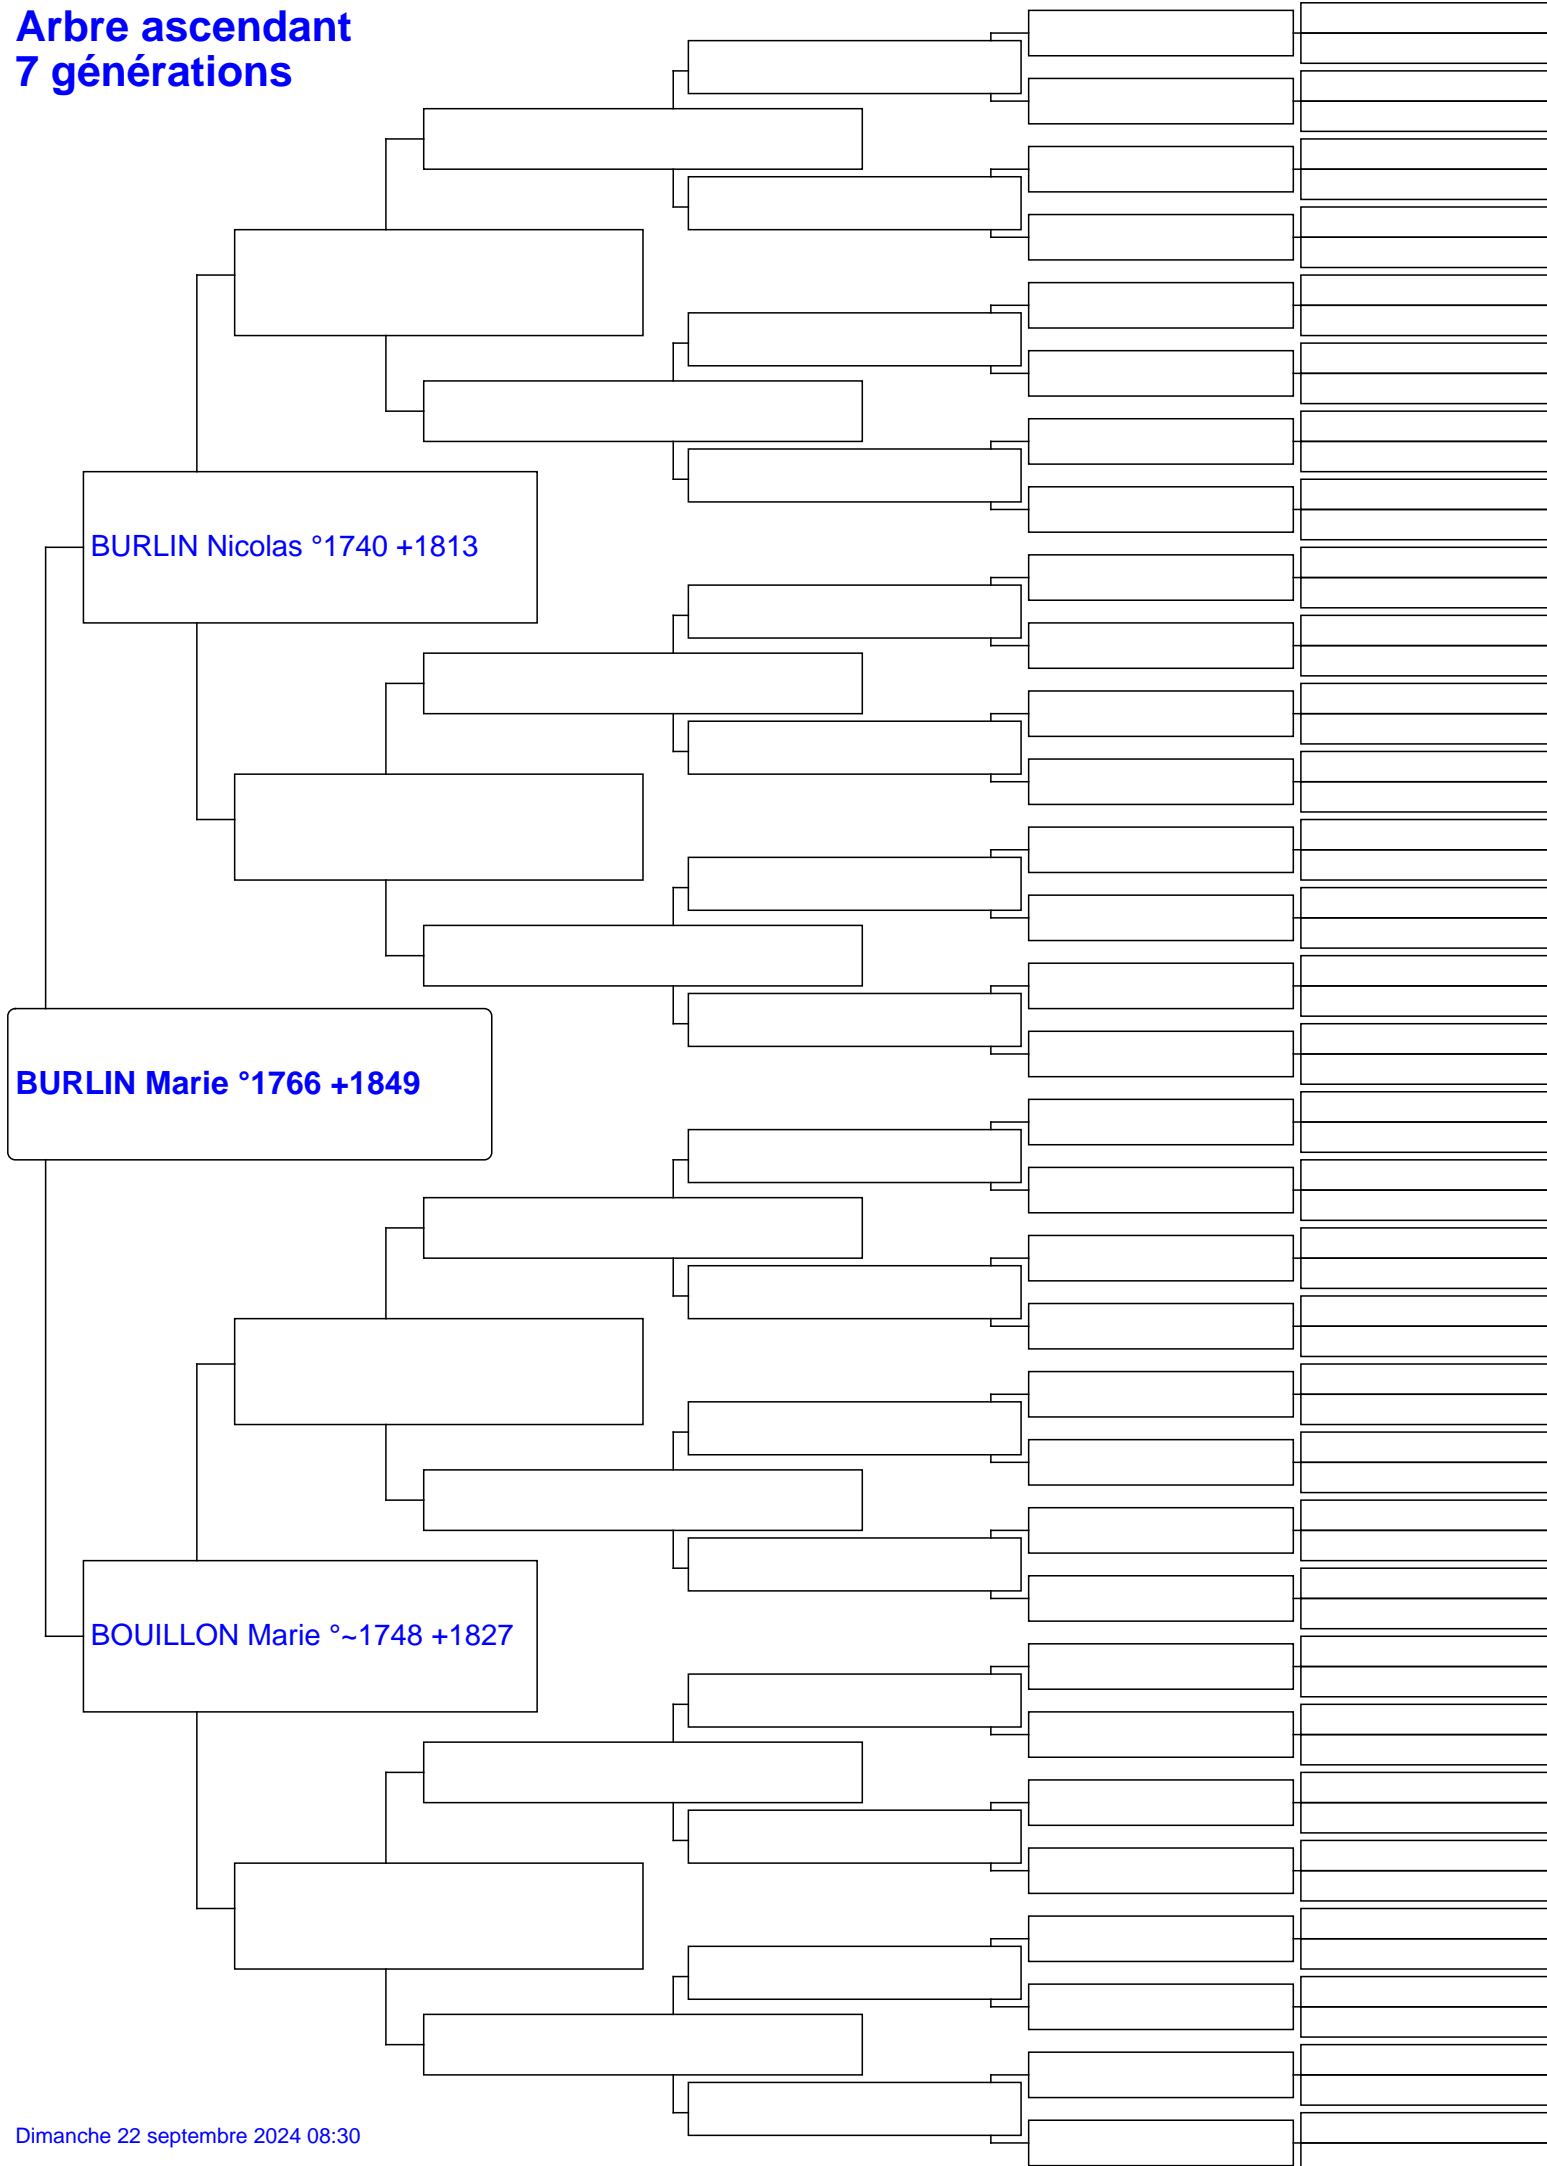 Arbre ascendant
7 générations
BURLIN Nicolas °1740 +1813
BURLIN Marie °1766 +1849
BOUILLON Marie °~1748 +1827
Dimanche 22 septembre 2024 08:30